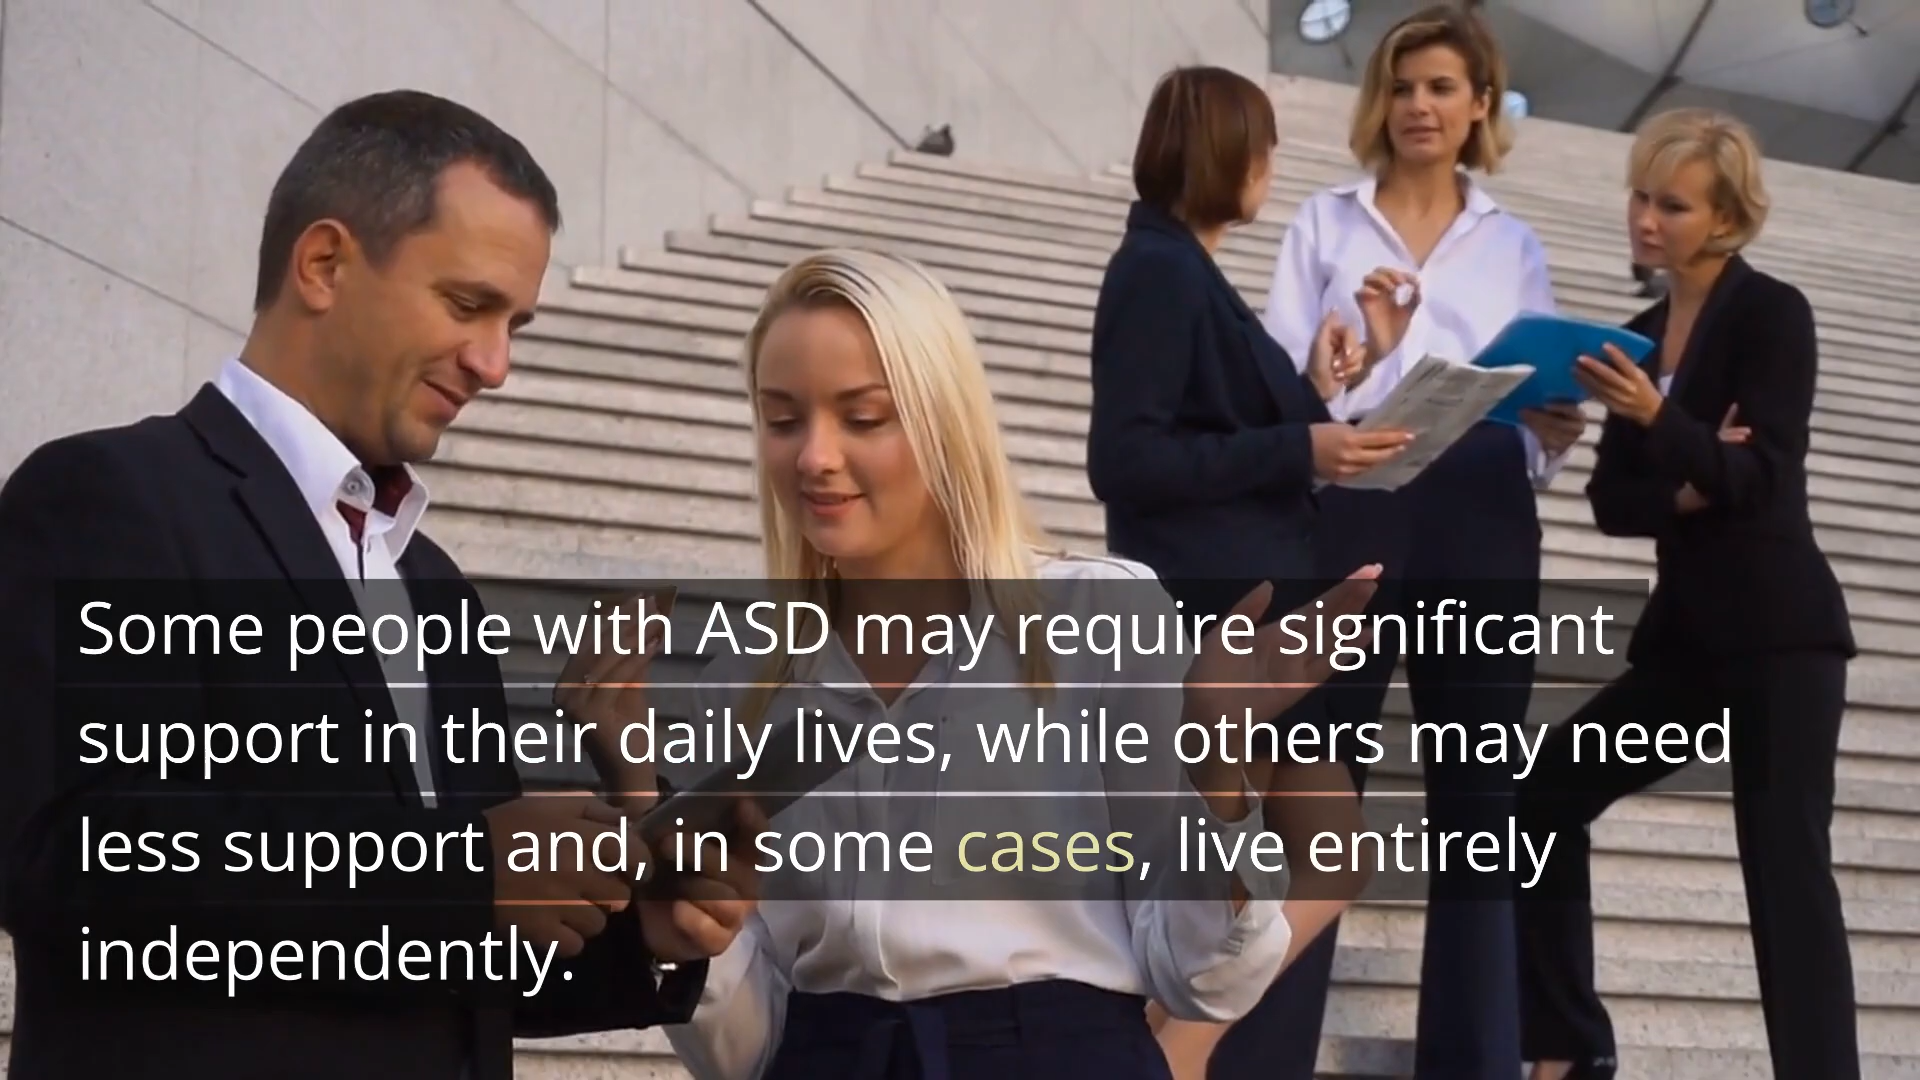 Some people with ASD may require significant
support in their daily lives, while others may need
less support and, in some cases, live entirely
independently.